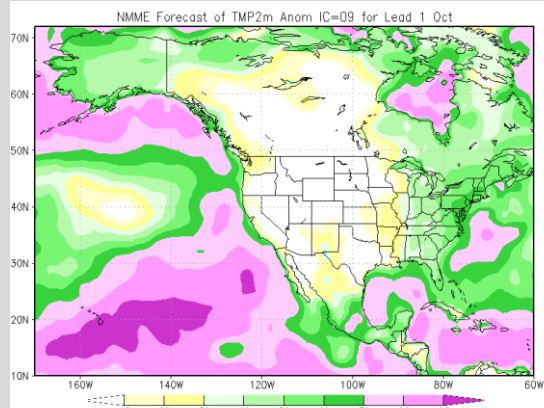 NMME Forecast of TMP2m Anom IC=09 for Lead 1 Oct
70N
60N
50N
40N
30N
20N
10N
160W 140W 120W 100W 80W 60W